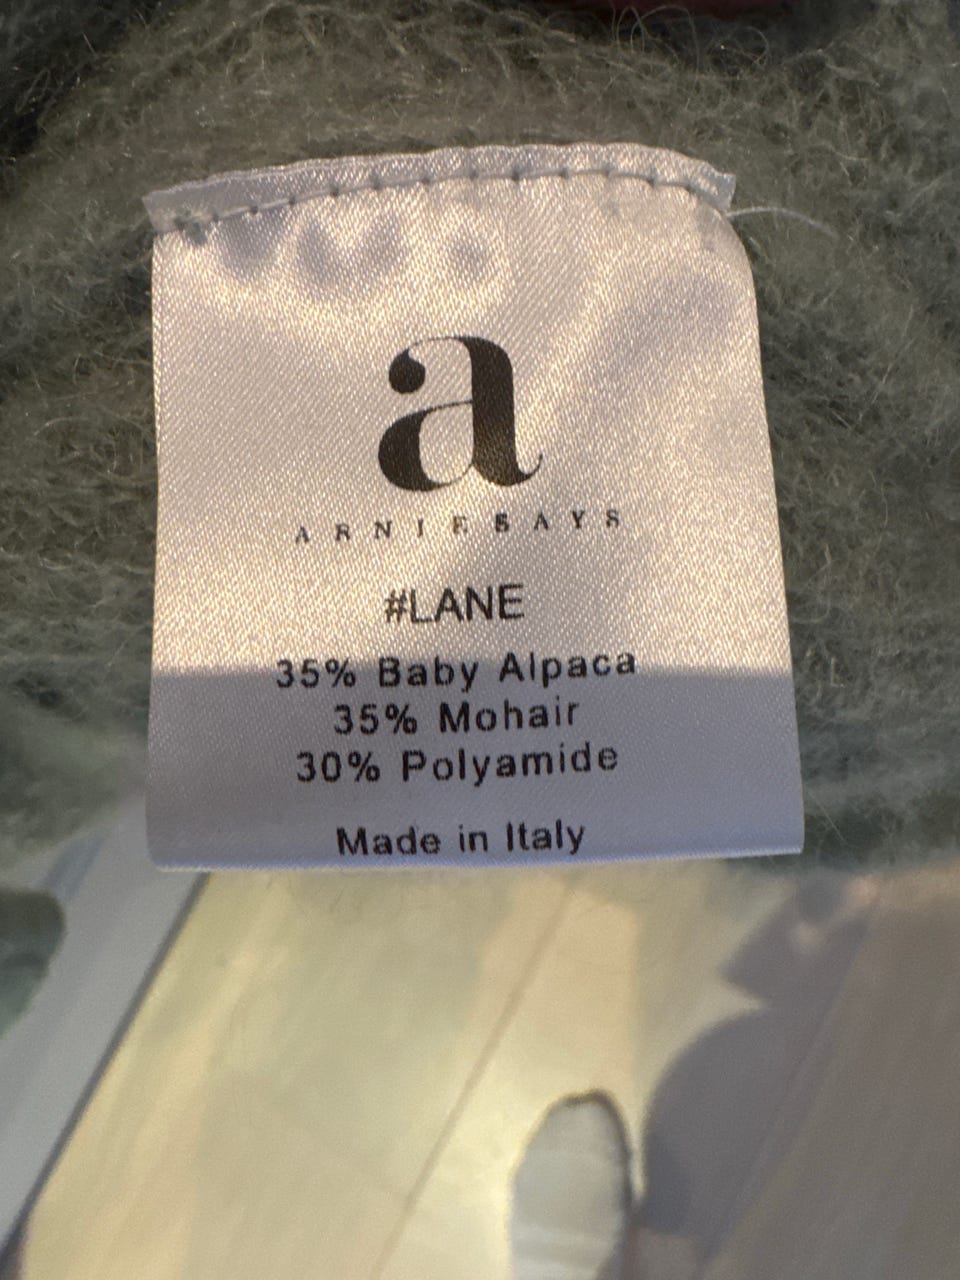 a
ARNIESAYS
#LANE
35% Baby Alpaca
35% Mohair
30% Polyamide
Made in Italy